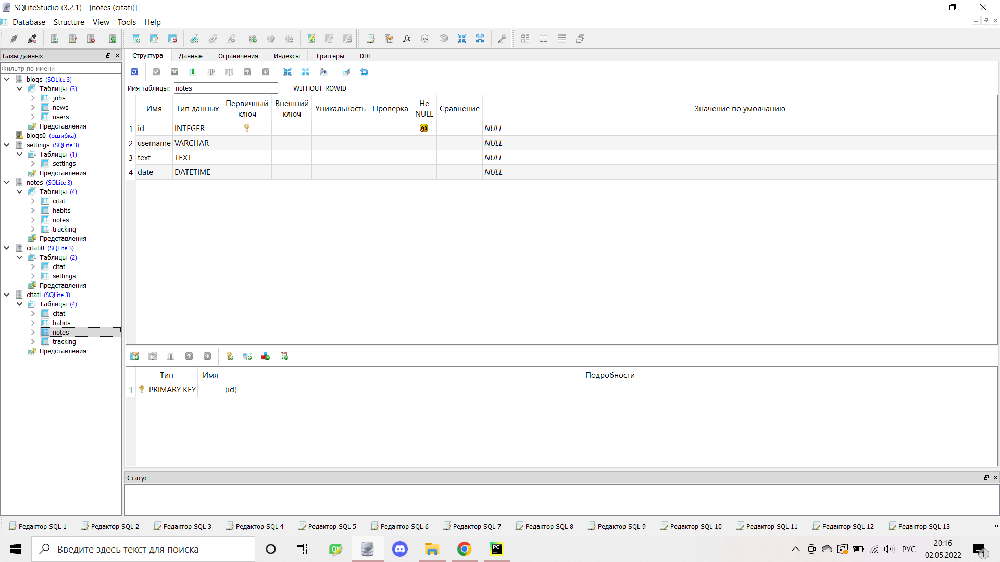 SQLiteStudio (3.2.1) - [notes (citati)]
Database Structure View Tools Help
Базы данных
Фильтр по имени
blogs (SQLite 3)
Таблицы (3)
jobs
news
users
Представления
blogs0 (ошибка)
settings (SQLite 3)
Таблицы (1)
settings
Представления
notes (SQLite 3)
Таблицы (4)
citat
habits
notes
tracking
Представления
citati0 (SQLite 3)
Таблицы (2)
citat
settings
Представления
citati (SQLite 3)
Таблицы (4)
citat
habits
notes
tracking
Представления
Структура Данные Ограничения Индексы Триггеры DDL
Имя таблицы: notes WITHOUT ROWID
Имя Тип данных Первичный ключ Внешний ключ Уникальность Проверка Не NULL Сравнение Значение по умолчанию
1 id INTEGER NULL
2 username VARCHAR NULL
3 text TEXT NULL
4 date DATETIME NULL
Тип Имя Подробности
1 PRIMARY KEY (id)
Статус
Редактор SQL 1 Редактор SQL 2 Редактор SQL 3 Редактор SQL 4 Редактор SQL 5 Редактор SQL 6 Редактор SQL 7 Редактор SQL 8 Редактор SQL 9 Редактор SQL 10 Редактор SQL 11 Редактор SQL 12 Редактор SQL 13 »
Введите здесь текст для поиска
PC
РУС
20:16
02.05.2022
1